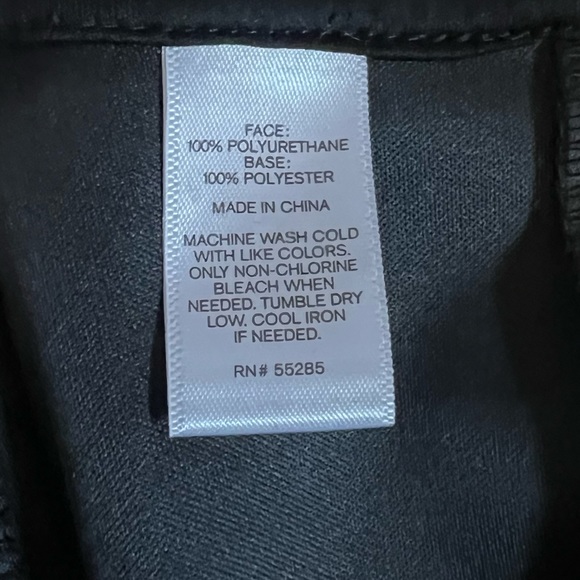 FACE:
100% POLYURETHANE
BASE:
100% POLYESTER
MADE IN CHINA
MACHINE WASH COLD
WITH LIKE COLORS.
ONLY NON-CHLORINE
BLEACH WHEN
NEEDED. TUMBLE DRY
LOW. COOL IRON
IF NEEDED.
RN# 55285